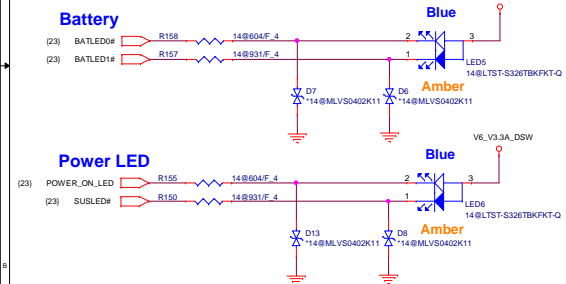 Battery
Blue
(23) BATLED0# R158 14@604/F_4 2 3
(23) BATLED1# R157 14@931/F_4 1
LED5
14@LTST-S326TBKFKT-Q
D7 D6 Amber
*14@MLVS0402K11 *14@MLVS0402K11
V6_V3.3A_DSW
Power LED Blue
(23) POWER_ON_LED R155 14@604/F_4 2 3
(23) SUSLED# R150 14@931/F_4 1
LED6
14@LTST-S326TBKFKT-Q
D13 D8 Amber
*14@MLVS0402K11 *14@MLVS0402K11
B